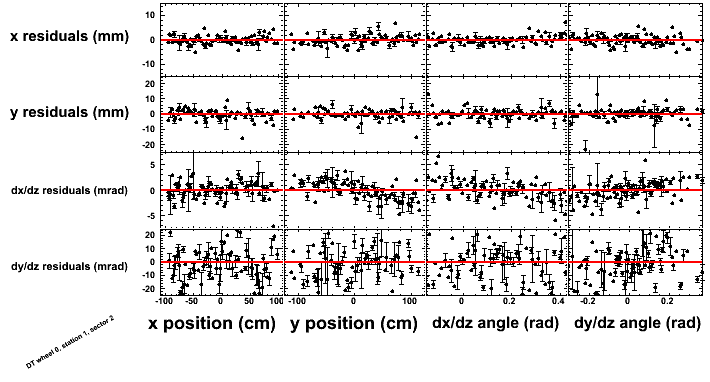 x residuals (mm)
10
0
-10
y residuals (mm)
20
10
0
-10
-20
dx/dz residuals (mrad)
5
0
-5
dy/dz residuals (mrad)
20
10
0
-10
-20
-100 -50 0 50 100 -100 0 100 0 0.2 0.4 -0.2 0 0.2
x position (cm) y position (cm) dx/dz angle (rad) dy/dz angle (rad)
DT wheel 0, station 1, sector 2